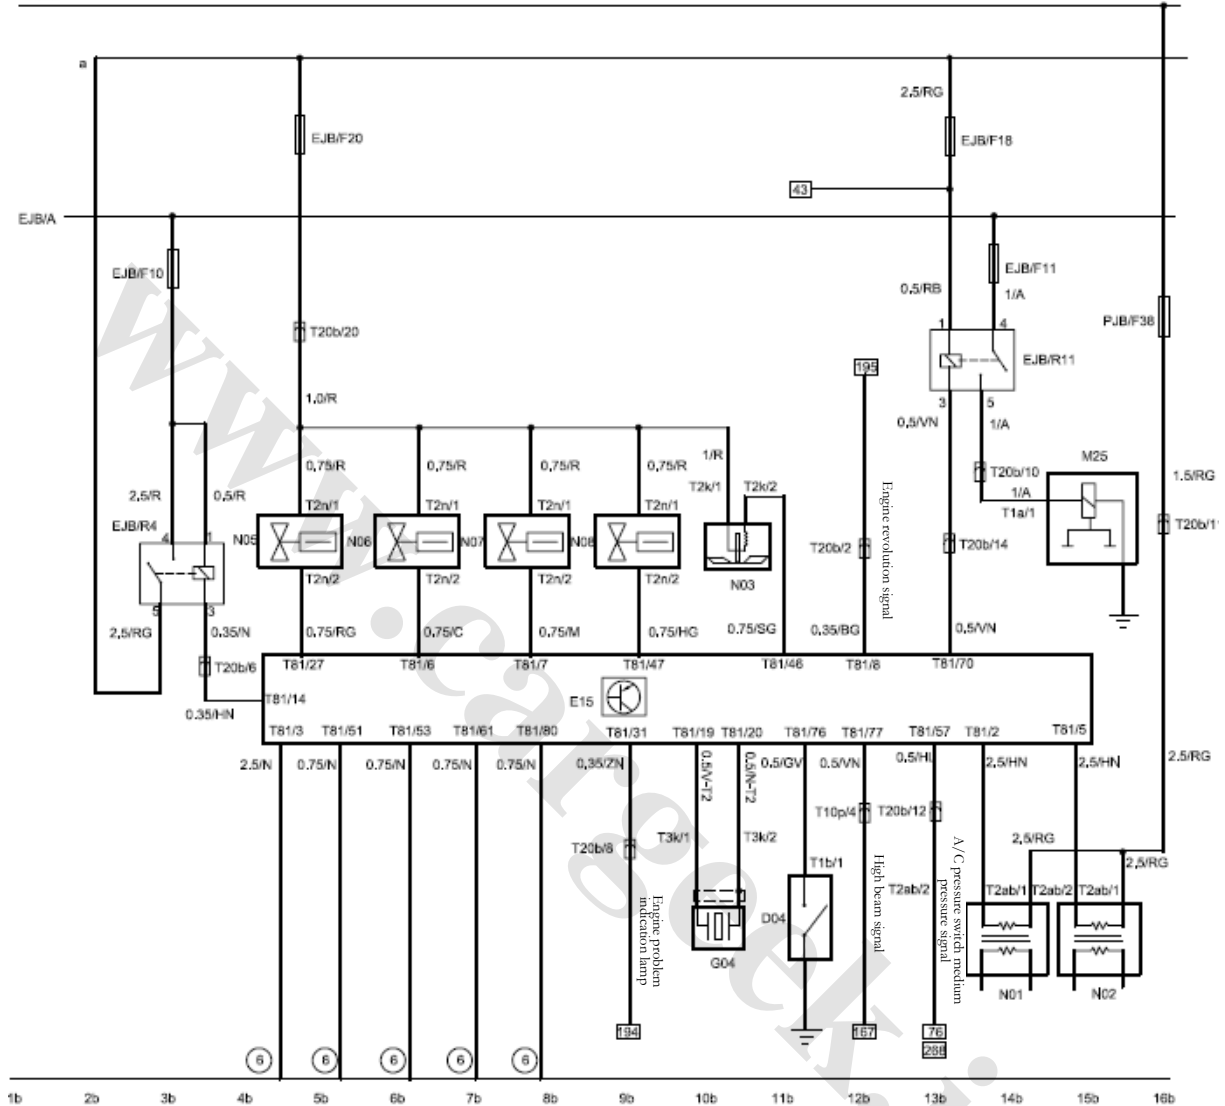 a
2,5/RG
EJB/F20
EJB/F18
43
EJB/A
EJB/F10
EJB/F11
0,5/RB
1/A
T20b/20
PJB/F38
1 4
EJB/R11
195
3 5
1,0/R
0,5/VN
1/A
0,75/R 0,75/R 0,75/R 0,75/R
1/R
T20b/10
M25
1,5/RG
2,5/R 0,5/R
T2k/1 T2k/2
1/A
T1a/1
T2n/1 T2n/1 T2n/1 T2n/1
EJB/R4
4 1
N05 N06 N07 N08
T20b/2
Engine revolution signal
T20b/14
T20b/11
T2n/2 T2n/2 T2n/2 T2n/2
N03
5 3
2,5/RG 0,35/N
0,75/RG 0,75/C 0,75/M 0,75/HG 0,75/SG 0,35/BG 0,5/VN
T20b/6
T81/27 T81/6 T81/7 T81/47 T81/46 T81/8 T81/70
T81/14
E15
0,35/HN
T81/3 T81/51 T81/53 T81/61 T81/80 T81/31 T81/19 T81/20 T81/76 T81/77 T81/57 T81/2 T81/5
2,5/N 0,75/N 0,75/N 0,75/N 0,75/N 0,35/ZN 0,5/V-T2 0,5/N-T2 0,5/GV 0,5/VN 0,5/HL 2,5/HN 2,5/HN
2,5/RG
T10p/4 T20b/12
T20b/8
T3k/1 T3k/2
2,5/RG
2,5/RG
T1b/1
T2ab/2 T2ab/1 T2ab/2 T2ab/1
Engine problem
indication lamp
D04
High beam signal
A/C pressure switch medium
pressure signal
G04
N01 N02
194
167
76
268
6 6 6 6 6
1b 2b 3b 4b 5b 6b 7b 8b 9b 10b 11b 12b 13b 14b 15b 16b